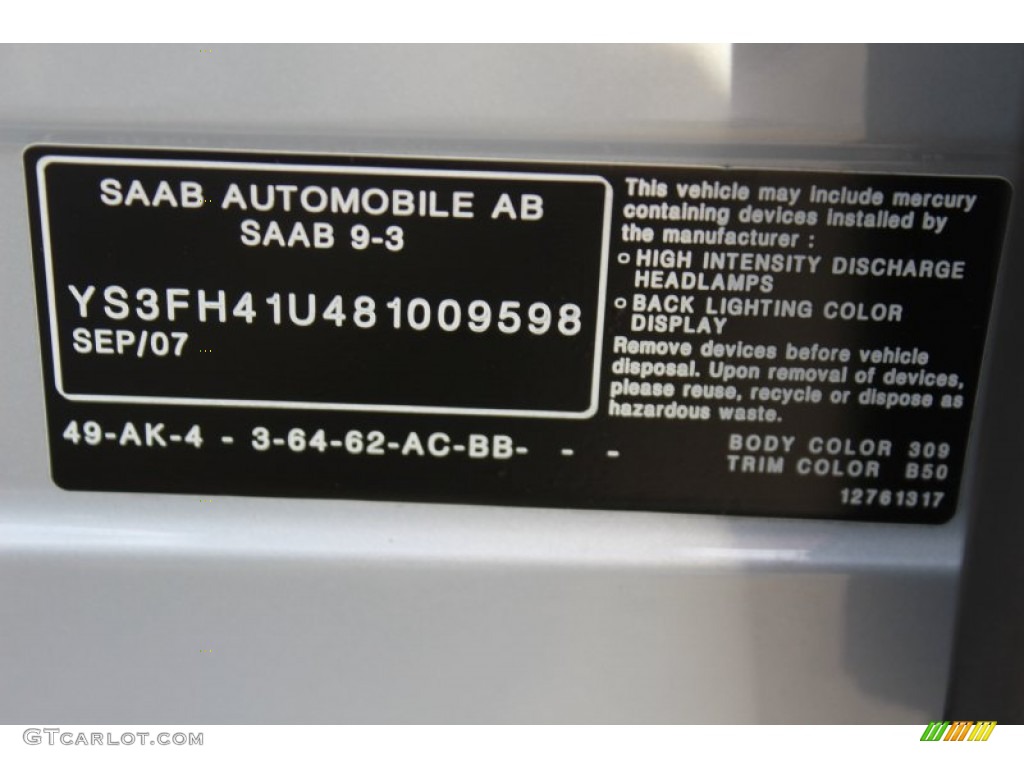 SAAB AUTOMOBILE AB
SAAB 9-3
YS3FH41U481009598
SEP/07
This vehicle may include mercury
containing devices installed by
the manufacturer :
o HIGH INTENSITY DISCHARGE
HEADLAMPS
o BACK LIGHTING COLOR
DISPLAY
Remove devices before vehicle
disposal. Upon removal of devices,
please reuse, recycle or dispose as
hazardous waste.
49-AK-4 - 3-64-62-AC-BB- - -
BODY COLOR 309
TRIM COLOR B50
12761317
GTCARLOT.COM